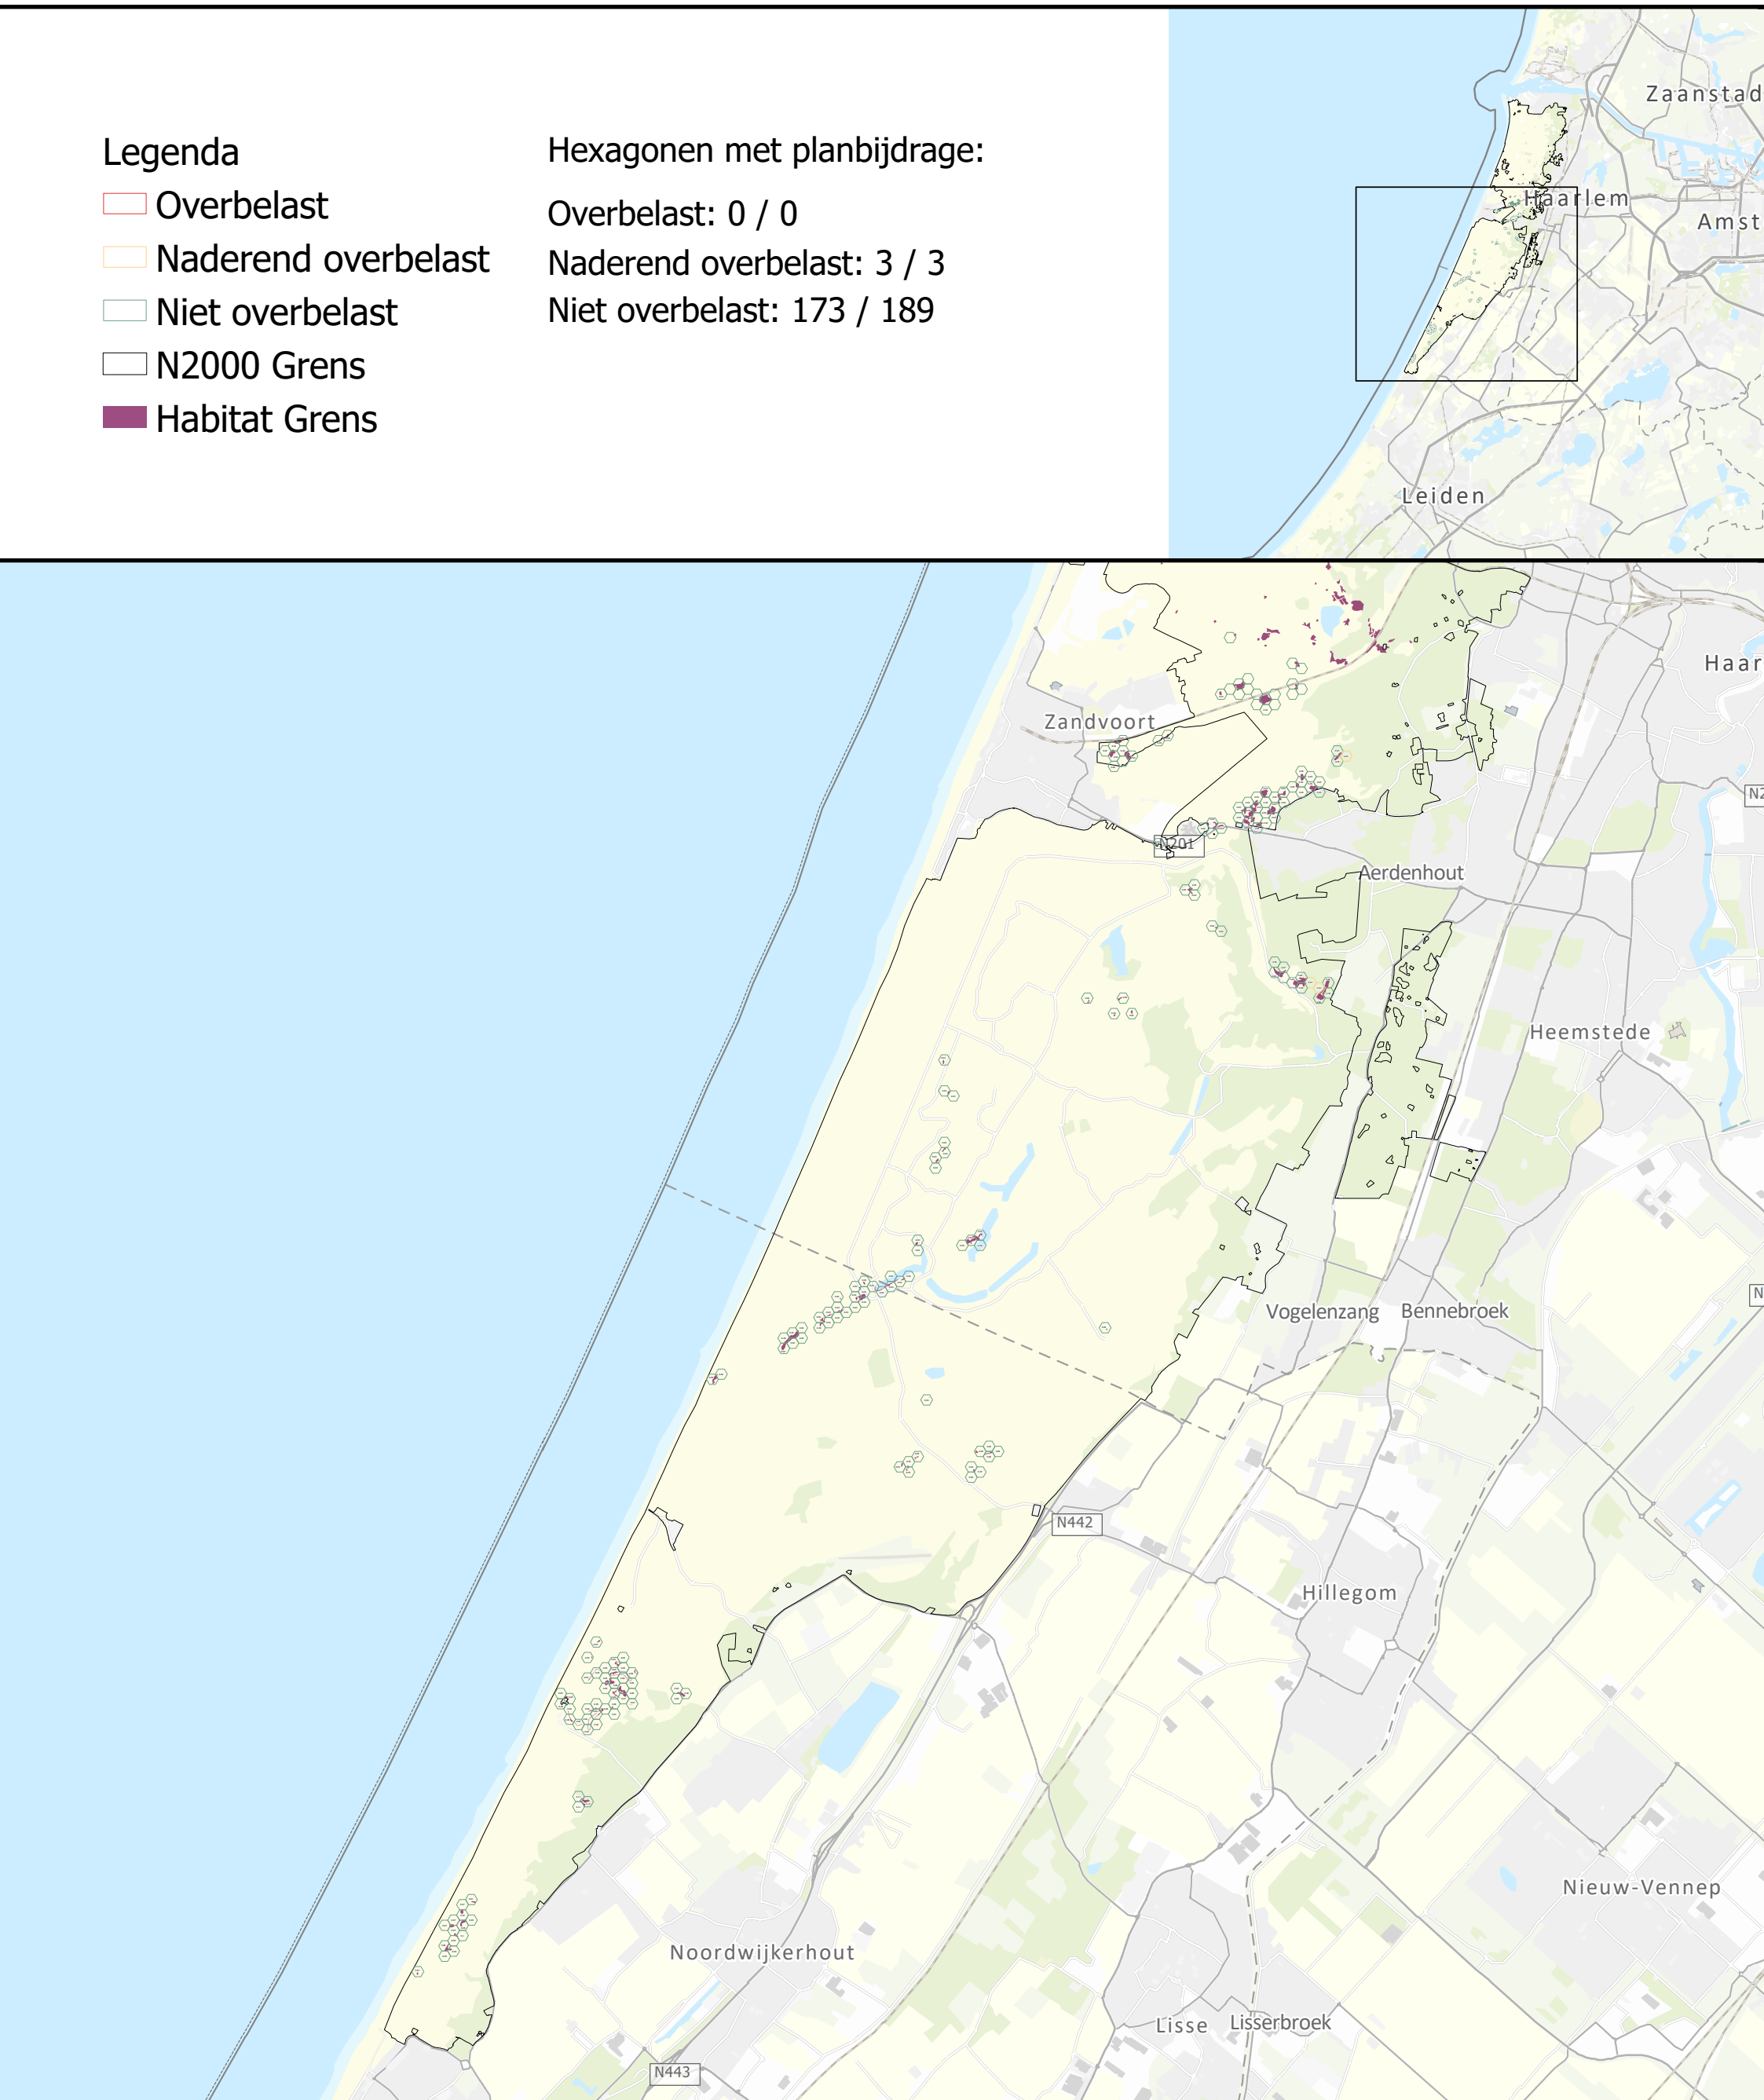 Legenda
Overbelast
Naderend overbelast
Niet overbelast
N2000 Grens
Habitat Grens
Hexagonen met planbijdrage:
Overbelast: 0 / 0
Naderend overbelast: 3 / 3
Niet overbelast: 173 / 189
Zaanstad
Haarlem
Amst
Leiden
Haar
Zandvoort
N2
N201
Aerdenhout
Heemstede
N
Vogelenzang
Bennebroek
N442
Hillegom
Nieuw-Vennep
Noordwijkerhout
Lisse
Lisserbroek
N443